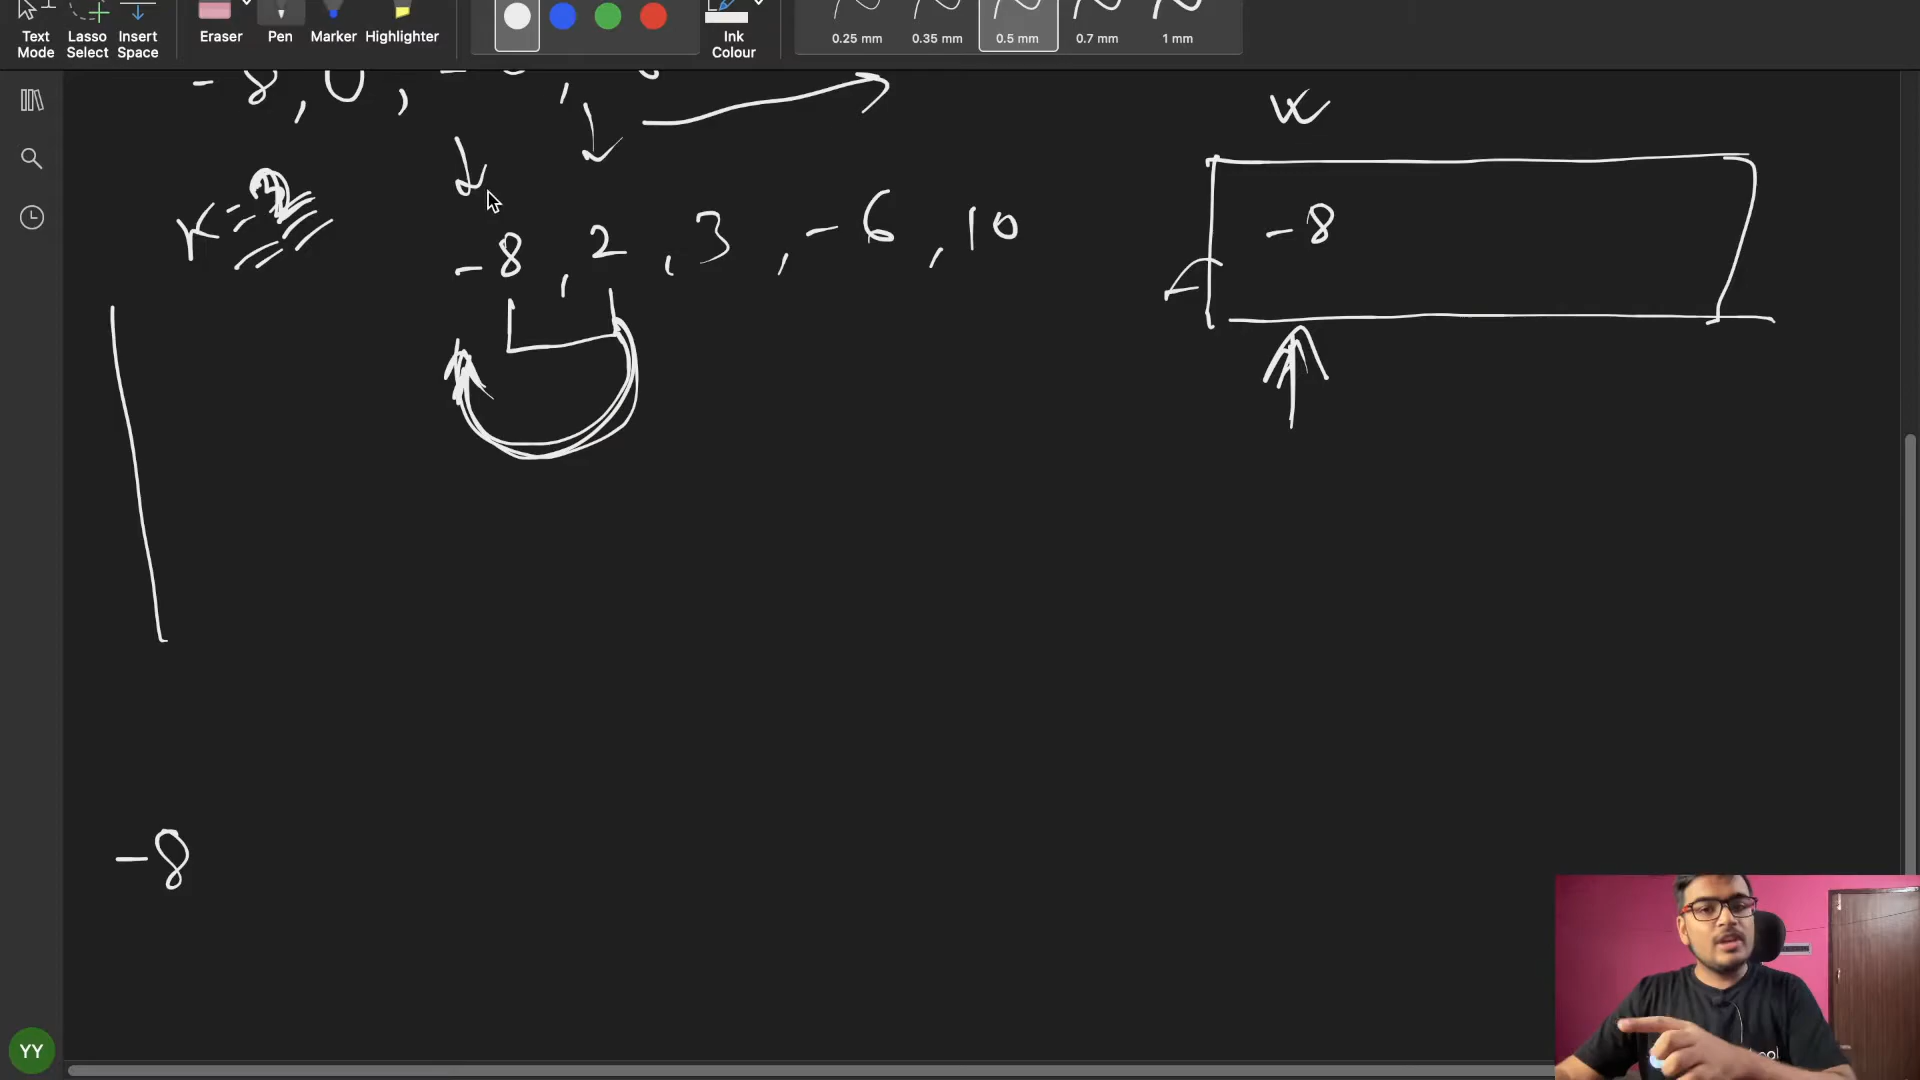 Text Mode
Lasso Select
Insert Space
Eraser
Pen
Marker
Highlighter
Ink Colour
0.25 mm
0.35 mm
0.5 mm
0.7 mm
1 mm
-8, 0,
K =
-8, 2, 3, -6, 10
-8
-8
YY